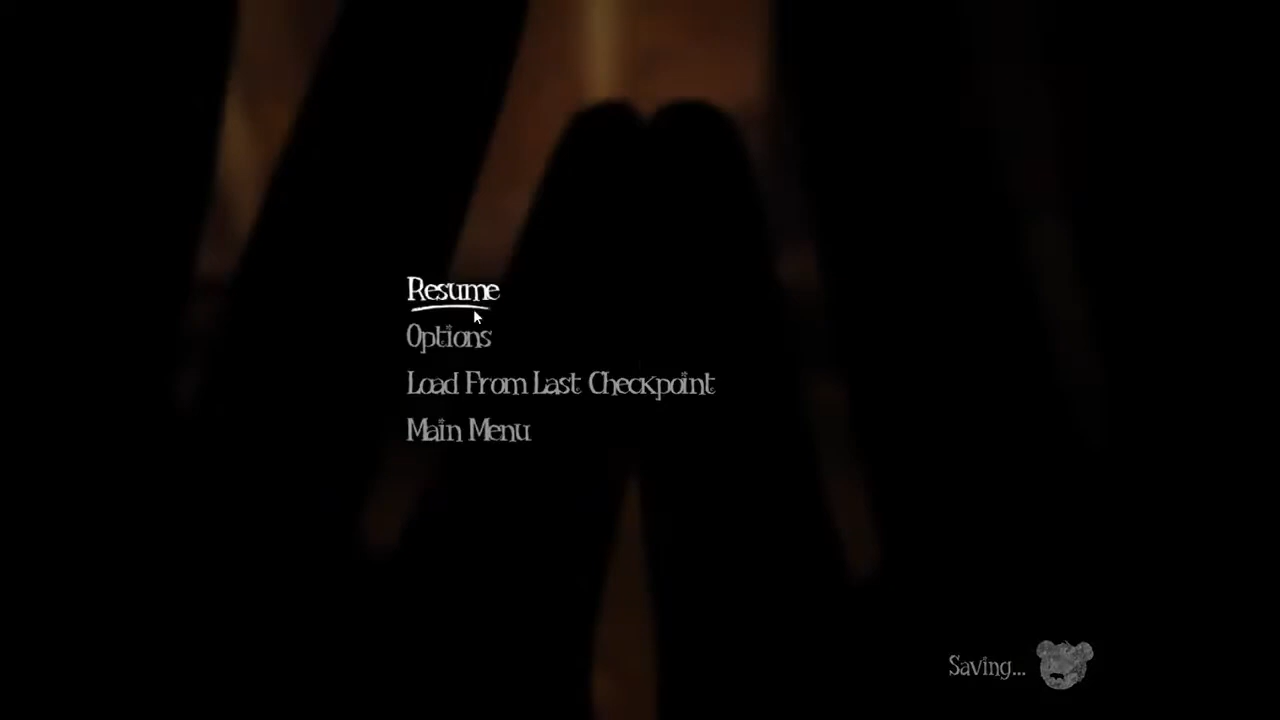 Resume
Options
Load From Last Checkpoint
Main Menu
Saving...